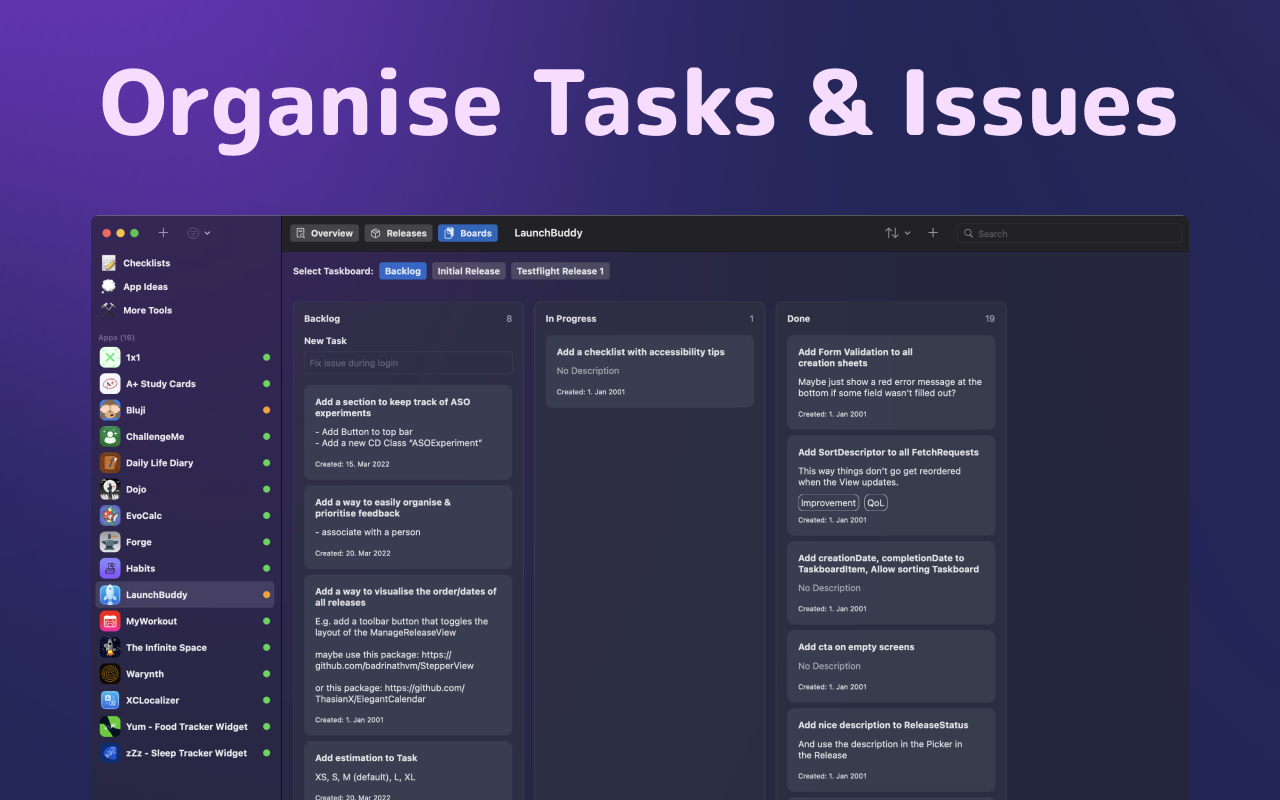 Organise Tasks & Issues
Overview
Releases
Boards
LaunchBuddy
Search
Checklists
App Ideas
More Tools
Apps (16)
1x1
A+ Study Cards
Bluji
ChallengeMe
Daily Life Diary
Dojo
EvoCalc
Forge
Habits
LaunchBuddy
MyWorkout
The Infinite Space
Warynth
XCLocalizer
Yum - Food Tracker Widget
zZz - Sleep Tracker Widget
Select Taskboard:
Backlog
Initial Release
Testflight Release 1
Backlog
8
New Task
Fix issue during login
Add a section to keep track of ASO
experiments
- Add Button to top bar
- Add a new CD Class "ASOExperiment"
Created: 15. Mar 2022
Add a way to easily organise &
prioritise feedback
- associate with a person
Created: 20. Mar 2022
Add a way to visualise the order/dates of
all releases
E.g. add a toolbar button that toggles the
layout of the ManageReleaseView
maybe use this package: https://
github.com/badrinathvm/StepperView
or this package: https://github.com/
ThasianX/ElegantCalendar
Created: 1. Jan 2001
Add estimation to Task
XS, S, M (default), L, XL
Created: 20. Mar 2022
In Progress
1
Add a checklist with accessibility tips
No Description
Created: 1. Jan 2001
Done
19
Add Form Validation to all
creation sheets
Maybe just show a red error message at the
bottom if some field wasn't filled out?
Created: 1. Jan 2001
Add SortDescriptor to all FetchRequests
This way things don't go get reordered
when the View updates.
Improvement
QoL
Created: 1. Jan 2001
Add creationDate, completionDate to
TaskboardItem, Allow sorting Taskboard
No Description
Created: 1. Jan 2001
Add cta on empty screens
No Description
Created: 1. Jan 2001
Add nice description to ReleaseStatus
And use the description in the Picker in
the Release
Created: 1. Jan 2001